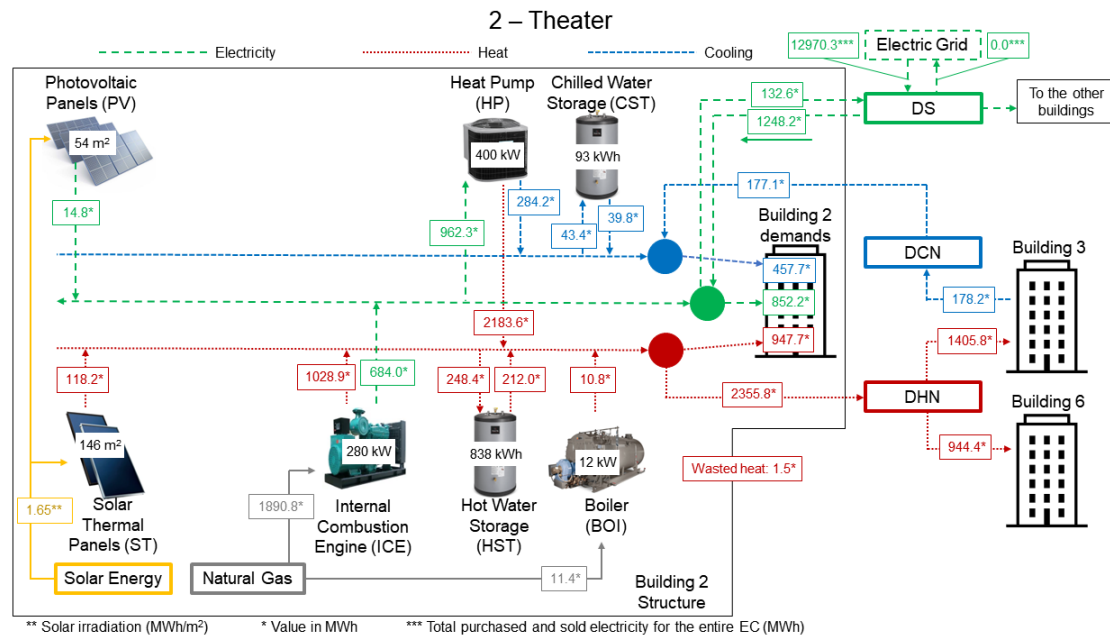 2 – Theater
Electricity
Heat
Cooling
12970.3***
Electric Grid
0.0***
Photovoltaic
Panels (PV)
Heat Pump
(HP)
Chilled Water
Storage (CST)
132.6*
DS
To the other
buildings
1248.2*
54 m²
400 kW
93 kWh
177.1*
14.8*
962.3*
284.2*
43.4*
39.8*
Building 2
demands
DCN
Building 3
457.7*
178.2*
852.2*
2183.6*
947.7*
1405.8*
118.2*
1028.9*
684.0*
248.4*
212.0*
10.8*
2355.8*
DHN
Building 6
944.4*
146 m²
280 kW
838 kWh
12 kW
Wasted heat: 1.5*
1.65**
Solar
Thermal
Panels (ST)
1890.8*
Internal
Combustion
Engine (ICE)
Hot Water
Storage
(HST)
Boiler
(BOI)
Solar Energy
Natural Gas
11.4*
Building 2
Structure
** Solar irradiation (MWh/m²)
* Value in MWh
*** Total purchased and sold electricity for the entire EC (MWh)